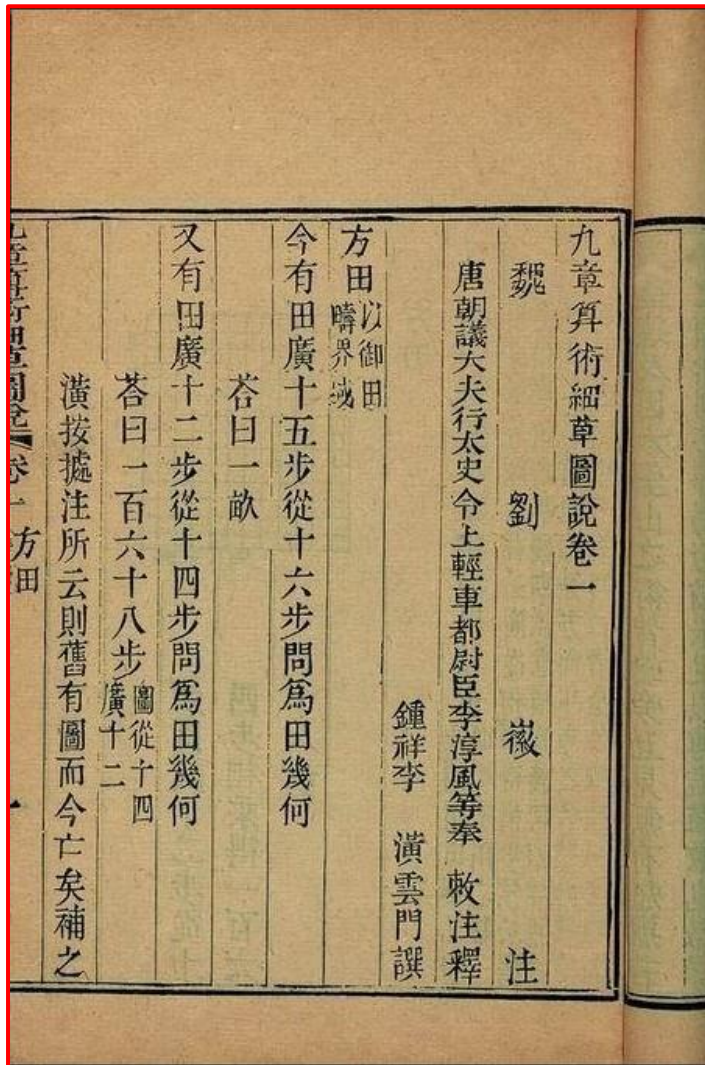 九章算術細草圖說卷一
魏　劉　徽　注
唐朝議大夫行太史令上輕車都尉臣李淳風等奉　敕注釋
鍾祥李　潢雲門譔
方田以御田疇界域
今有田廣十五步從十六步問爲田幾何
荅曰一畝
又有田廣十二步從十四步問爲田幾何
荅曰一百六十八步圖從十四廣十二
潢按據注所云則舊有圖而今亡矣補之
九章算術細草圖說　卷一　方田　一